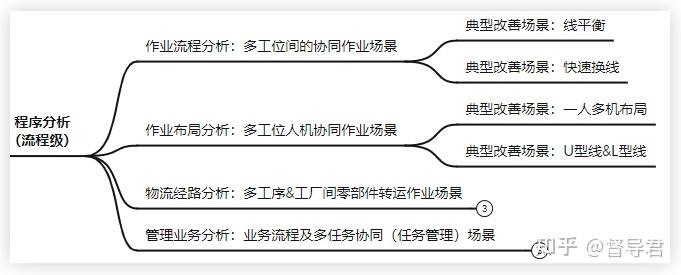 程序分析
(流程级)
作业流程分析：多工位间的协同作业场景
典型改善场景：线平衡
典型改善场景：快速换线
作业布局分析：多工位人机协同作业场景
典型改善场景：一人多机布局
典型改善场景：U型线&L型线
物流经路分析：多工序&工厂间零部件转运作业场景
3
管理业务分析：业务流程及多任务协同（任务管理）场景
知乎 @督导君